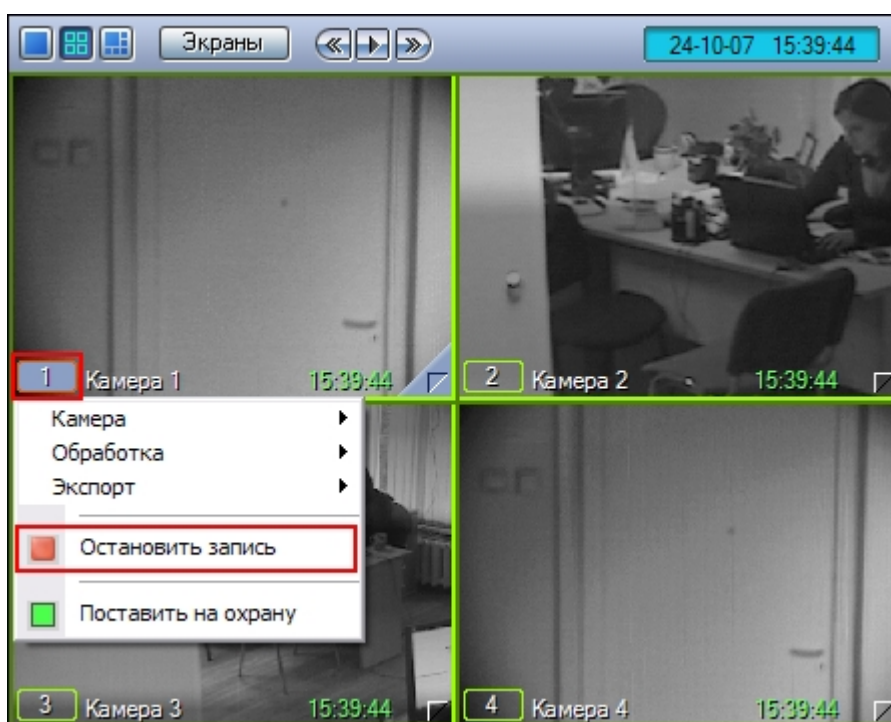 Экраны
24-10-07 15:39:44
1 Камера 1 15:39:44
2 Камера 2 15:39:44
Камера
Обработка
Экспорт
Остановить запись
Поставить на охрану
3 Камера 3 15:39:44
4 Камера 4 15:39:44